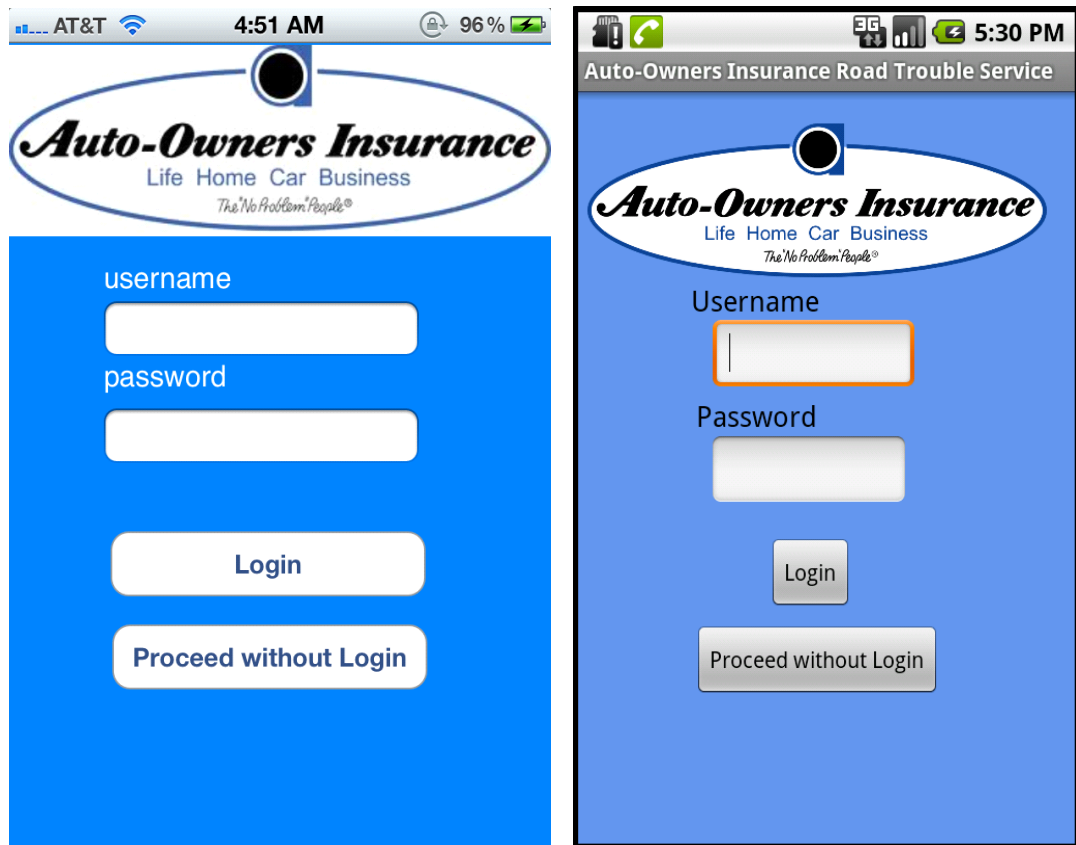 AT&T 4:51 AM 96%
Auto-Owners Insurance
Life Home Car Business
The "No Problem" People®
username
password
Login
Proceed without Login
3G 5:30 PM
Auto-Owners Insurance Road Trouble Service
Auto-Owners Insurance
Life Home Car Business
The "No Problem" People®
Username
Password
Login
Proceed without Login